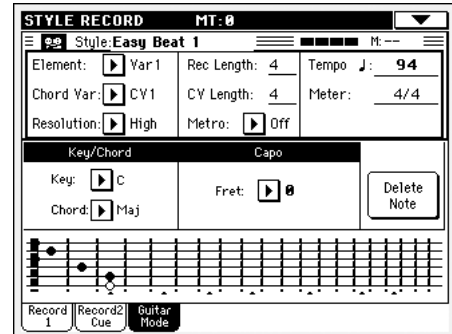 STYLE RECORD MT:0
Style:Easy Beat 1 M: --
Element: Var1 Rec Length: 4 Tempo ♩: 94
Chord Var: CV1 CV Length: 4 Meter: 4/4
Resolution: High Metro: Off
Key/Chord Capo
Key: C
Fret: 0
Chord: Maj
Delete
Note
Record
1
Record2
Cue
Guitar
Mode